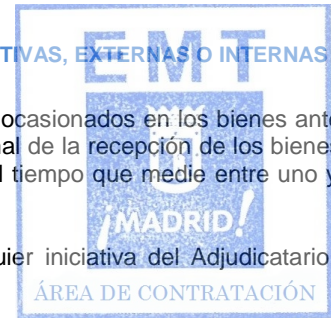 TIVAS, EXTERNAS O INTERNAS
EMT
ocasionados en los bienes ant
al de la recepción de los bienes
l tiempo que medie entre uno y
¡MADRID!
uier iniciativa del Adjudicatario
ÁREA DE CONTRATACIÓN